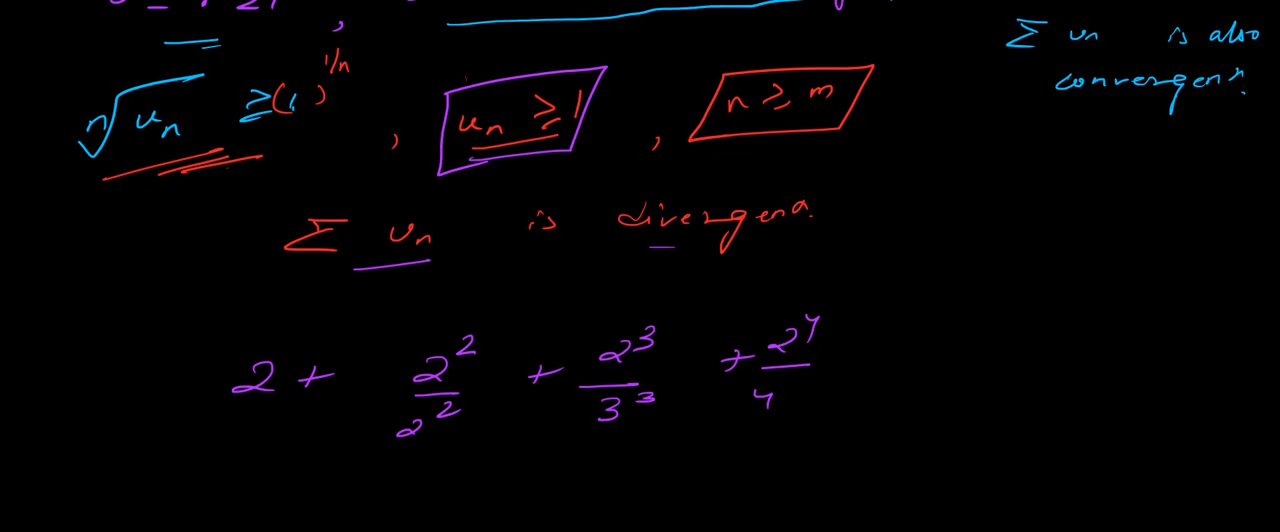 Σ uₙ is also
convergent.
ⁿ√uₙ ≥ (1)^{1/n} , uₙ ≥ 1 , n ≥ m
Σ uₙ is divergent.
2 + 2²/2² + 2³/3³ + 2⁴/4